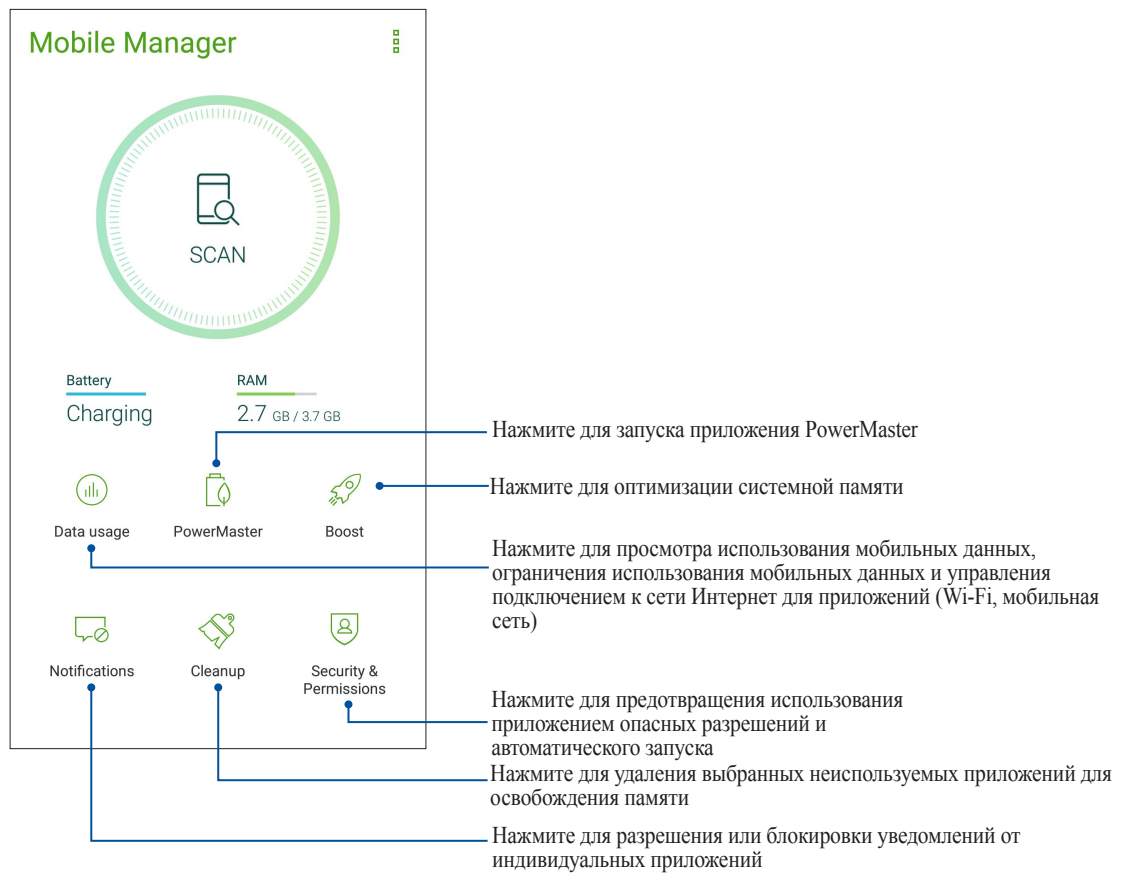 Mobile Manager
SCAN
Battery
RAM
Charging
2.7 GB / 3.7 GB
Нажмите для запуска приложения PowerMaster
Нажмите для оптимизации системной памяти
Data usage
PowerMaster
Boost
Нажмите для просмотра использования мобильных данных,
ограничения использования мобильных данных и управления
подключением к сети Интернет для приложений (Wi-Fi, мобильная
сеть)
Notifications
Cleanup
Security &
Permissions
Нажмите для предотвращения использования
приложением опасных разрешений и
автоматического запуска
Нажмите для удаления выбранных неиспользуемых приложений для
освобождения памяти
Нажмите для разрешения или блокировки уведомлений от
индивидуальных приложений